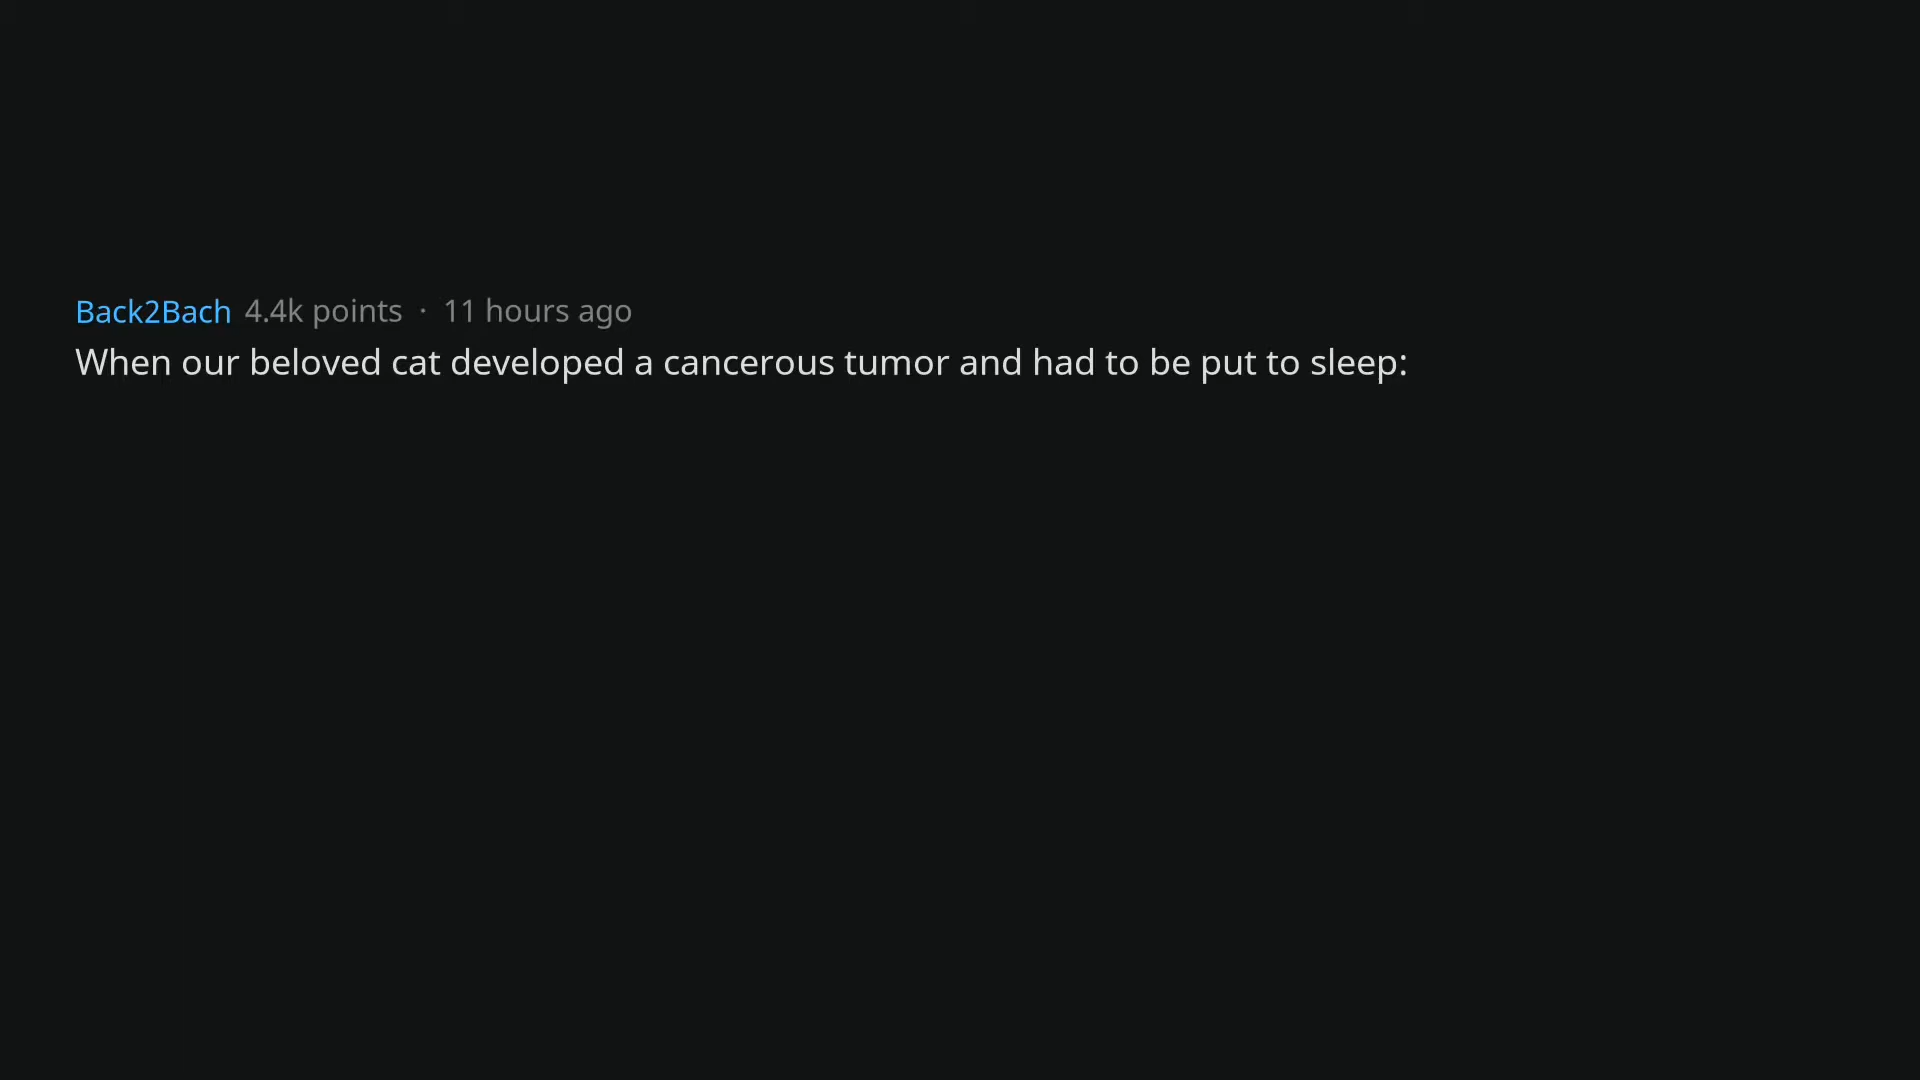 Back2Bach 4.4k points · 11 hours ago
When our beloved cat developed a cancerous tumor and had to be put to sleep: